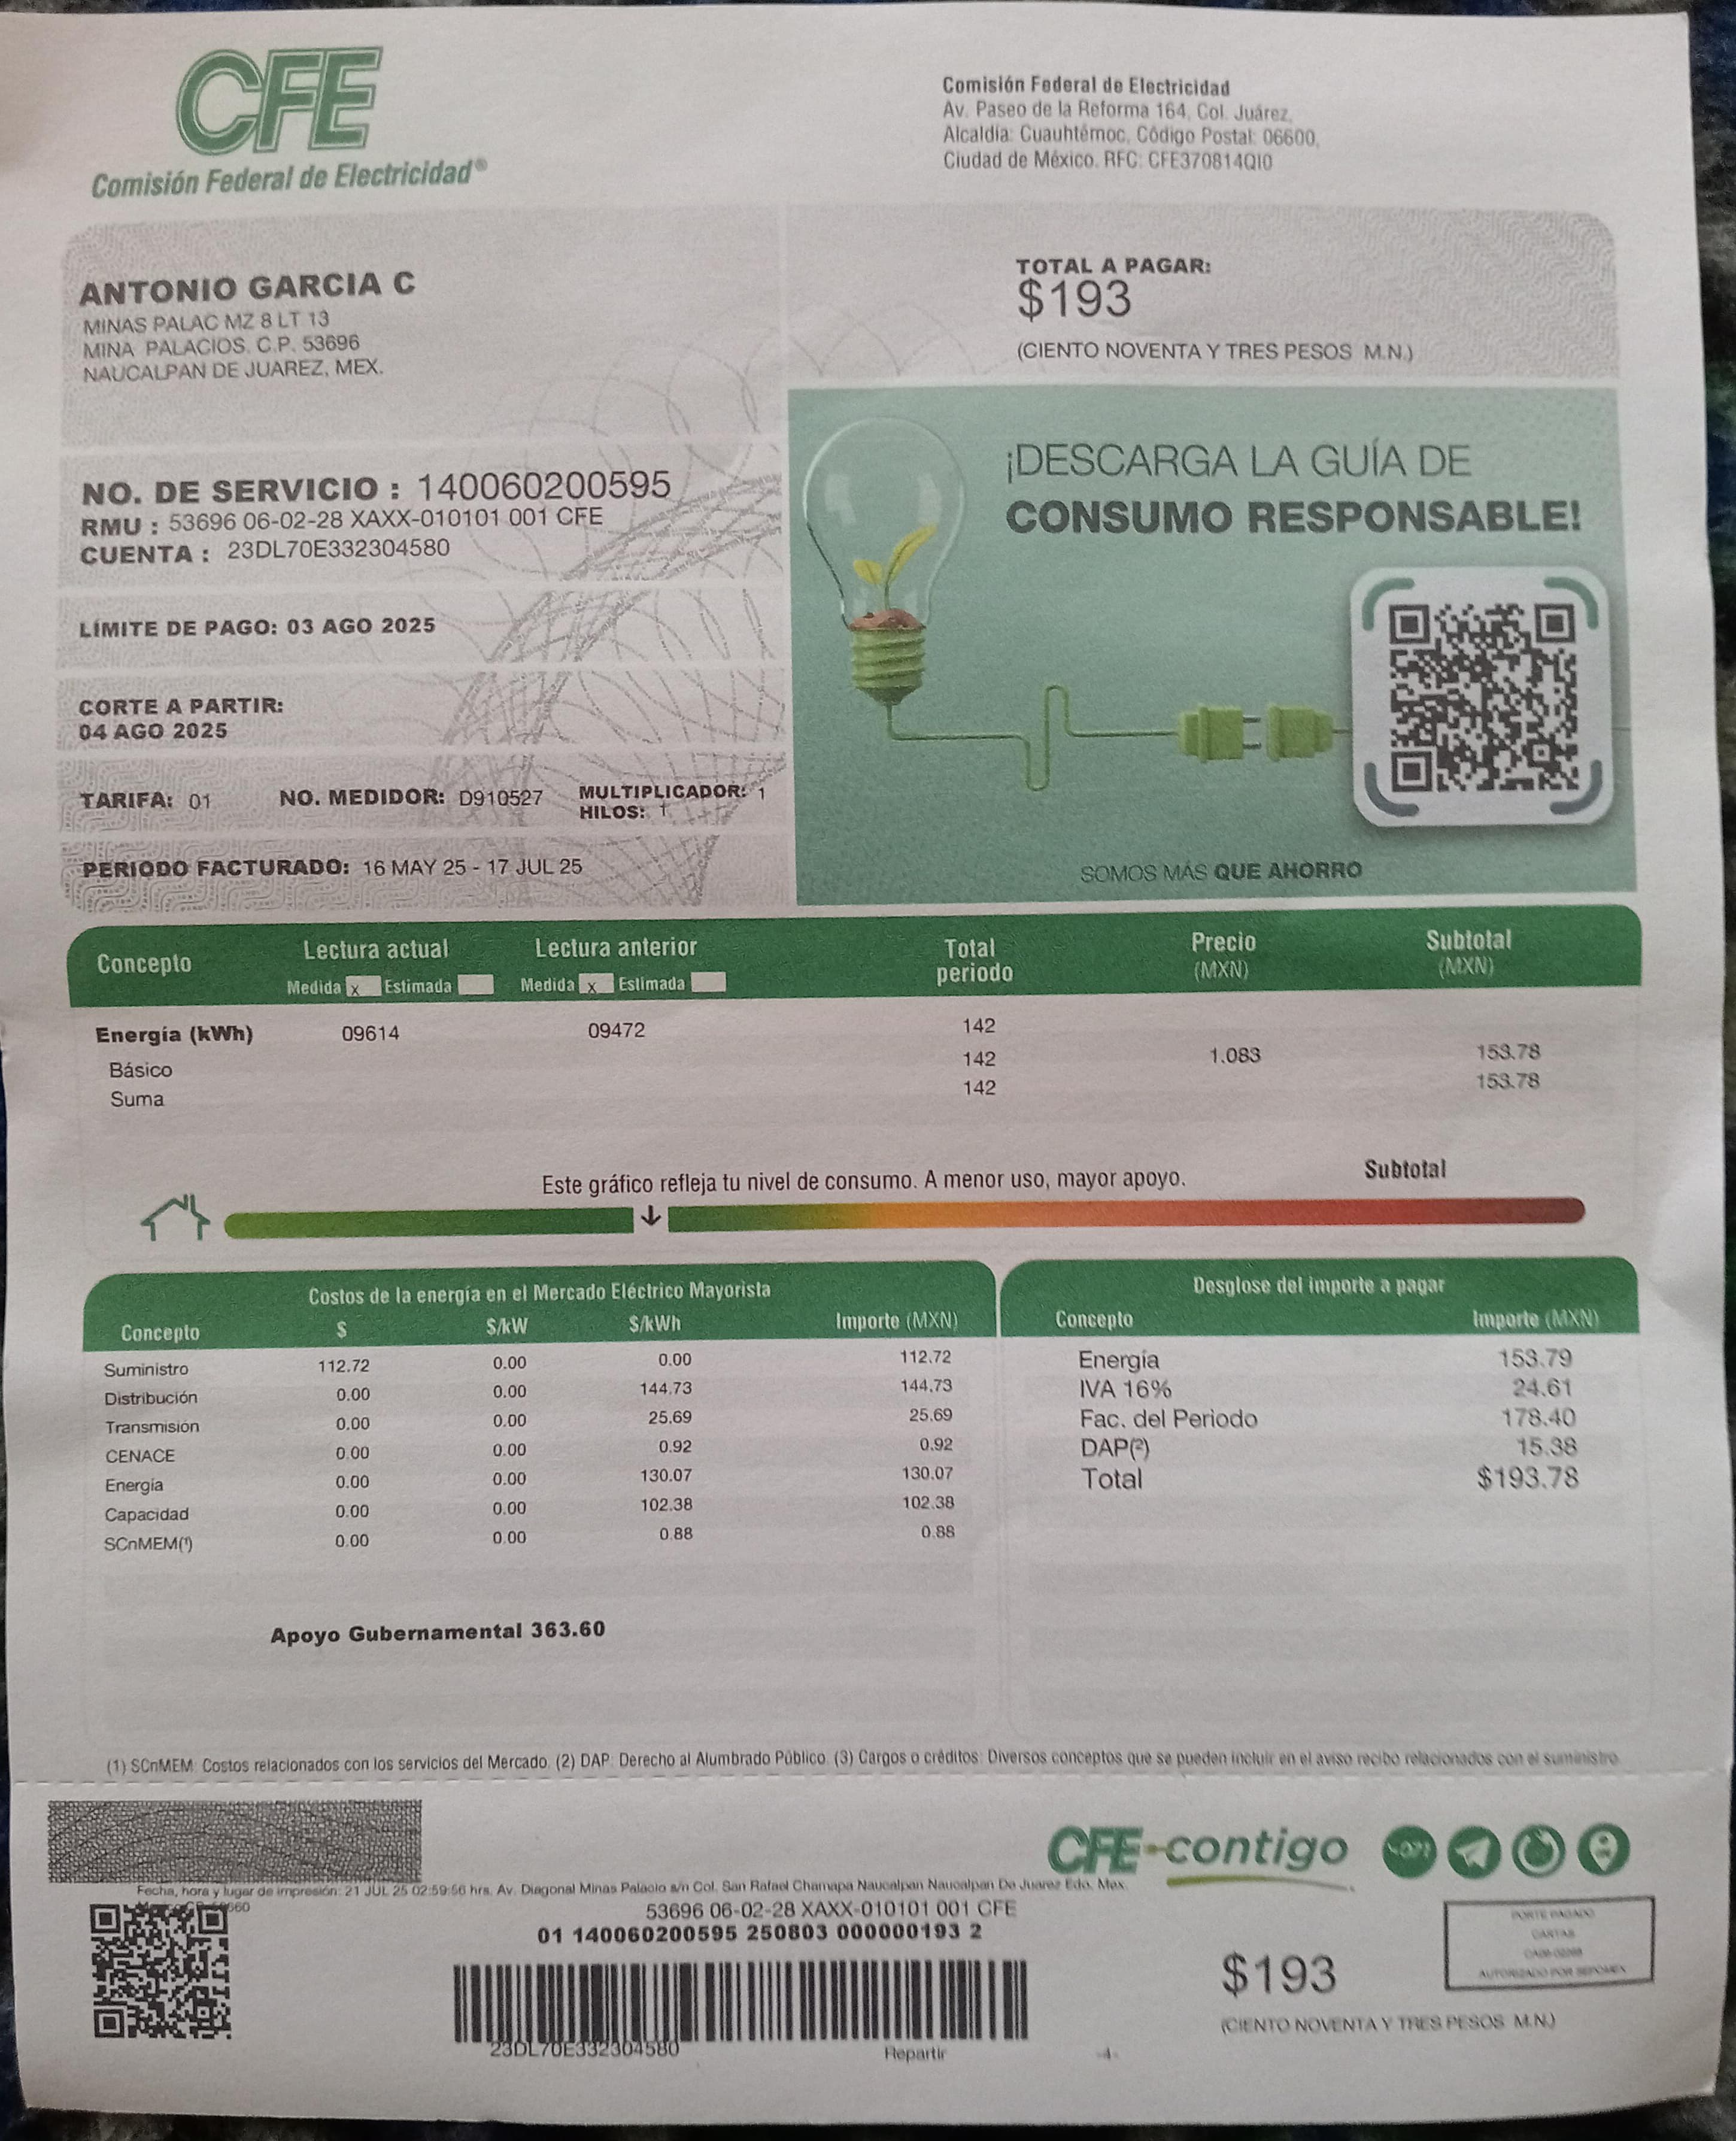 CFE
Comisión Federal de Electricidad®
Comisión Federal de Electricidad
Av. Paseo de la Reforma 164, Col. Juárez,
Alcaldía: Cuauhtémoc, Código Postal: 06600,
Ciudad de México. RFC: CFE370814QI0
ANTONIO GARCIA C
MINAS PALAC MZ 8 LT 13
MINA PALACIOS. C.P. 53696
NAUCALPAN DE JUAREZ, MEX.
TOTAL A PAGAR:
$193
(CIENTO NOVENTA Y TRES PESOS M.N.)
NO. DE SERVICIO : 140060200595
RMU : 53696 06-02-28 XAXX-010101 001 CFE
CUENTA : 23DL70E332304580
LÍMITE DE PAGO: 03 AGO 2025
CORTE A PARTIR:
04 AGO 2025
TARIFA: 01 NO. MEDIDOR: D910527 MULTIPLICADOR: 1
HILOS: 1
PERIODO FACTURADO: 16 MAY 25 - 17 JUL 25
¡DESCARGA LA GUÍA DE
CONSUMO RESPONSABLE!
SOMOS MÁS QUE AHORRO
Concepto Lectura actual Lectura anterior Total periodo Precio (MXN) Subtotal (MXN)
Medida x Estimada Medida x Estimada
Energía (kWh) 09614 09472 142
Básico 142 1.083 153.78
Suma 142 153.78
Este gráfico refleja tu nivel de consumo. A menor uso, mayor apoyo.
Subtotal
Costos de la energía en el Mercado Eléctrico Mayorista
Concepto $ $/kW $/kWh Importe (MXN)
Suministro 112.72 0.00 0.00 112.72
Distribución 0.00 0.00 144.73 144.73
Transmisión 0.00 0.00 25.69 25.69
CENACE 0.00 0.00 0.92 0.92
Energía 0.00 0.00 130.07 130.07
Capacidad 0.00 0.00 102.38 102.38
SCnMEM(¹) 0.00 0.00 0.88 0.88
Apoyo Gubernamental 363.60
Desglose del importe a pagar
Concepto Importe (MXN)
Energía 153.79
IVA 16% 24.61
Fac. del Periodo 178.40
DAP(²) 15.38
Total $193.78
(1) SCnMEM: Costos relacionados con los servicios del Mercado. (2) DAP: Derecho al Alumbrado Público. (3) Cargos o créditos: Diversos conceptos que se pueden incluir en el aviso recibo relacionados con el suministro.
CFE-contigo
071
Fecha, hora y lugar de impresión: 21 JUL 25 02:59:56 hrs. Av. Diagonal Minas Palacio s/n Col. San Rafael Chamapa Naucalpan Naucalpan De Juarez Edo. Mex.
53696 06-02-28 XAXX-010101 001 CFE
01 140060200595 250803 000000193 2
23DL70E332304580
Repartir
-4-
$193
(CIENTO NOVENTA Y TRES PESOS M.N.)
PORTE PAGADO
CARTAS
AUTORIZADO POR SEPOMEX